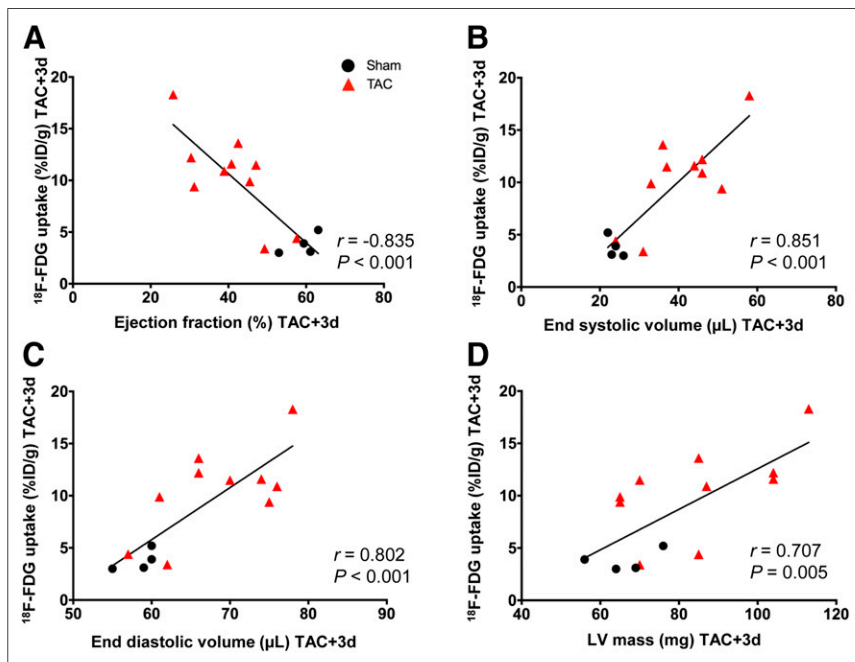 A
Sham
TAC
¹⁸F-FDG uptake (%ID/g) TAC+3d
20
15
10
5
0
0 20 40 60 80
r = -0.835
P < 0.001
Ejection fraction (%) TAC+3d
B
¹⁸F-FDG uptake (%ID/g) TAC+3d
20
15
10
5
0
0 20 40 60 80
r = 0.851
P < 0.001
End systolic volume (µL) TAC+3d
C
¹⁸F-FDG uptake (%ID/g) TAC+3d
20
15
10
5
0
50 60 70 80 90
r = 0.802
P < 0.001
End diastolic volume (µL) TAC+3d
D
¹⁸F-FDG uptake (%ID/g) TAC+3d
20
15
10
5
0
40 60 80 100 120
r = 0.707
P = 0.005
LV mass (mg) TAC+3d